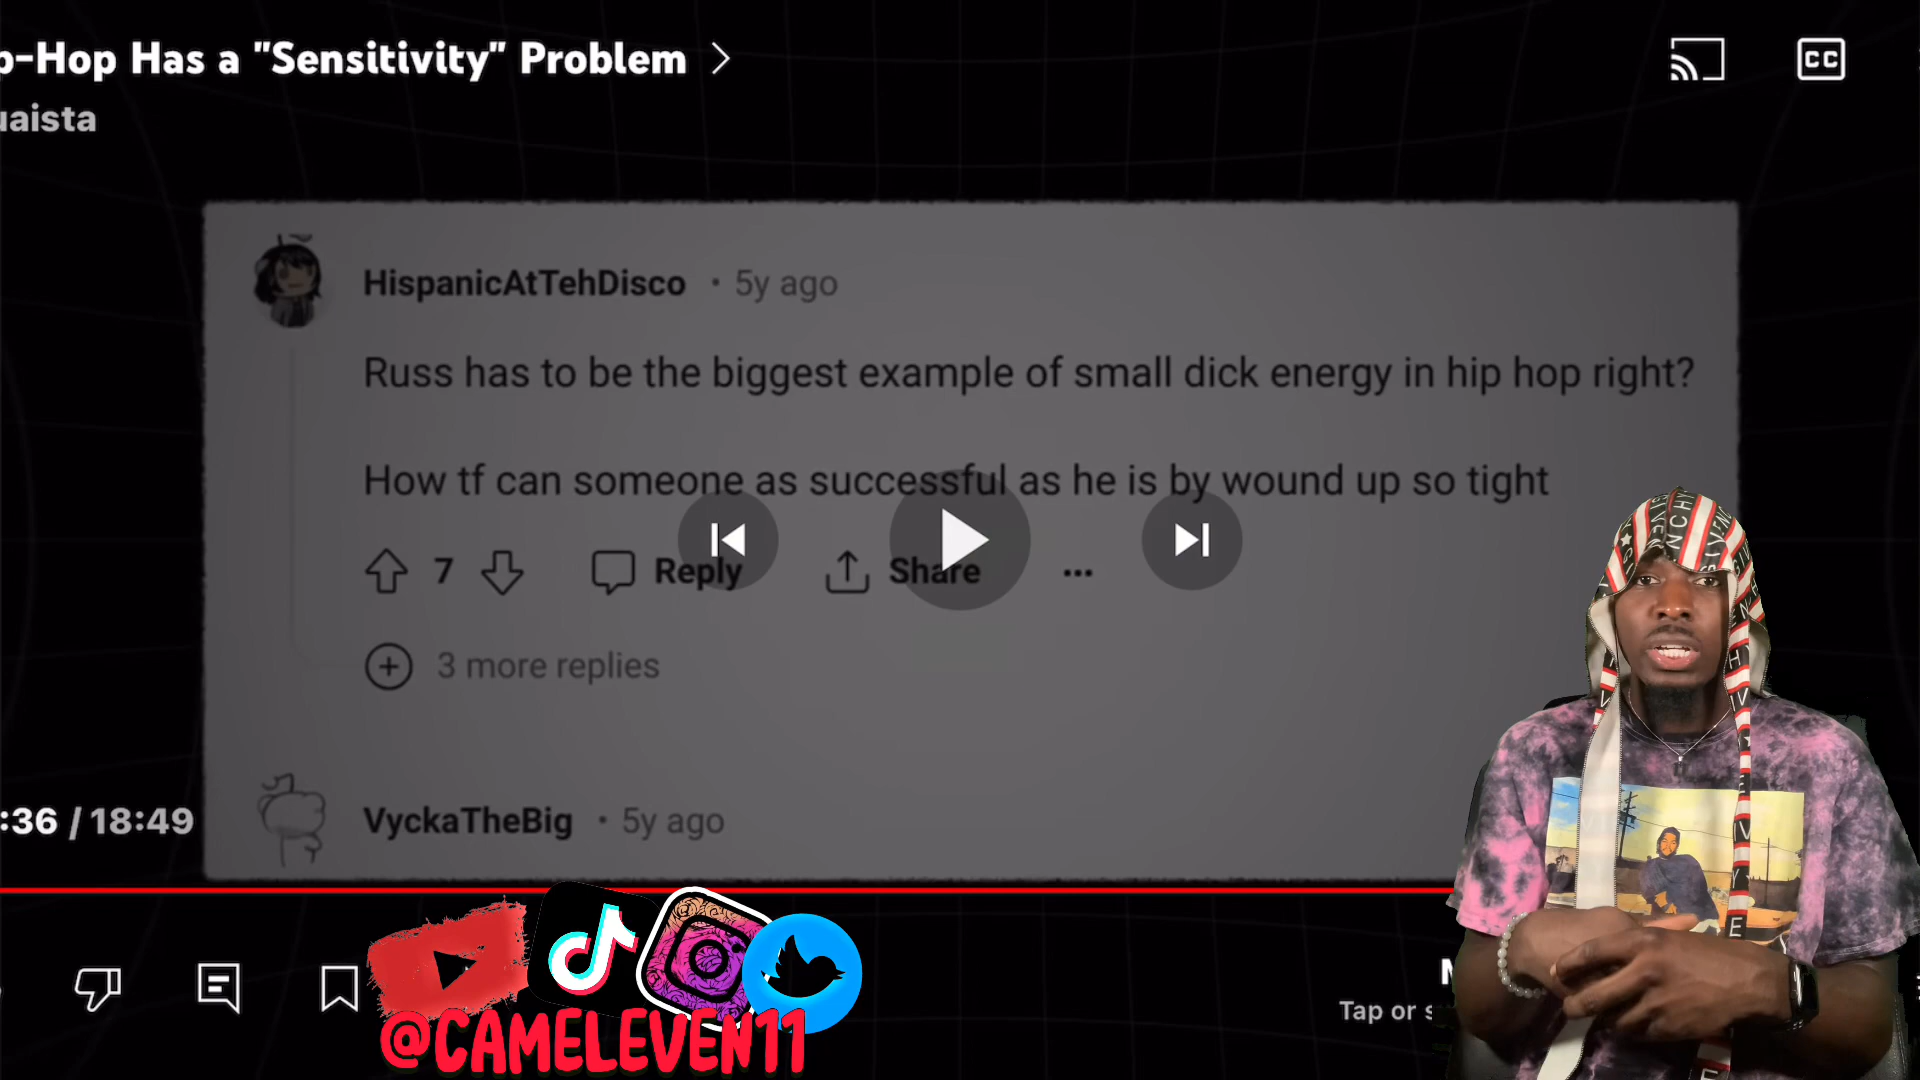 p-Hop Has a "Sensitivity" Problem
uaista
CC
HispanicAtTehDisco • 5y ago
Russ has to be the biggest example of small dick energy in hip hop right?
How tf can someone as successful as he is by wound up so tight
7 Reply Share ...
3 more replies
VyckaTheBig • 5y ago
:36 / 18:49
Tap or s
@CAMELEVEN11